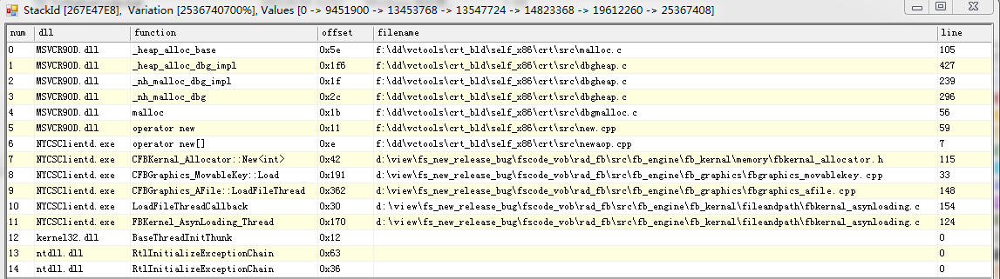 StackId [267E47E8], Variation [2536740700%], Values [0 -> 9451900 -> 13453768 -> 13547724 -> 14823368 -> 19612260 -> 25367408]
num dll function offset filename line
0 MSVCR90D.dll _heap_alloc_base 0x5e f:\dd\vctools\crt_bld\self_x86\crt\src\malloc.c 105
1 MSVCR90D.dll _heap_alloc_dbg_impl 0x1f6 f:\dd\vctools\crt_bld\self_x86\crt\src\dbgheap.c 427
2 MSVCR90D.dll _nh_malloc_dbg_impl 0x1f f:\dd\vctools\crt_bld\self_x86\crt\src\dbgheap.c 239
3 MSVCR90D.dll _nh_malloc_dbg 0x2c f:\dd\vctools\crt_bld\self_x86\crt\src\dbgheap.c 296
4 MSVCR90D.dll malloc 0x1b f:\dd\vctools\crt_bld\self_x86\crt\src\dbgmalloc.c 56
5 MSVCR90D.dll operator new 0x11 f:\dd\vctools\crt_bld\self_x86\crt\src\new.cpp 59
6 NYCSClientd.exe operator new[] 0xe f:\dd\vctools\crt_bld\self_x86\crt\src\newaop.cpp 7
7 NYCSClientd.exe CFBKernal_Allocator::New<int> 0x42 d:\view\fs_new_release_bug\fscode_vob\rad_fb\src\fb_engine\fb_kernal\memory\fbkernal_allocator.h 115
8 NYCSClientd.exe CFBGraphics_MovableKey::Load 0x191 d:\view\fs_new_release_bug\fscode_vob\rad_fb\src\fb_engine\fb_graphics\fbgraphics_movablekey.cpp 33
9 NYCSClientd.exe CFBGraphics_AFile::LoadFileThread 0x362 d:\view\fs_new_release_bug\fscode_vob\rad_fb\src\fb_engine\fb_graphics\fbgraphics_afile.cpp 148
10 NYCSClientd.exe LoadFileThreadCallback 0x30 d:\view\fs_new_release_bug\fscode_vob\rad_fb\src\fb_engine\fb_kernal\fileandpath\fbkernal_asynloading.c 154
11 NYCSClientd.exe FBKernel_AsynLoading_Thread 0x170 d:\view\fs_new_release_bug\fscode_vob\rad_fb\src\fb_engine\fb_kernal\fileandpath\fbkernal_asynloading.c 124
12 kernel32.dll BaseThreadInitThunk 0x12 0
13 ntdll.dll RtlInitializeExceptionChain 0x63 0
14 ntdll.dll RtlInitializeExceptionChain 0x36 0